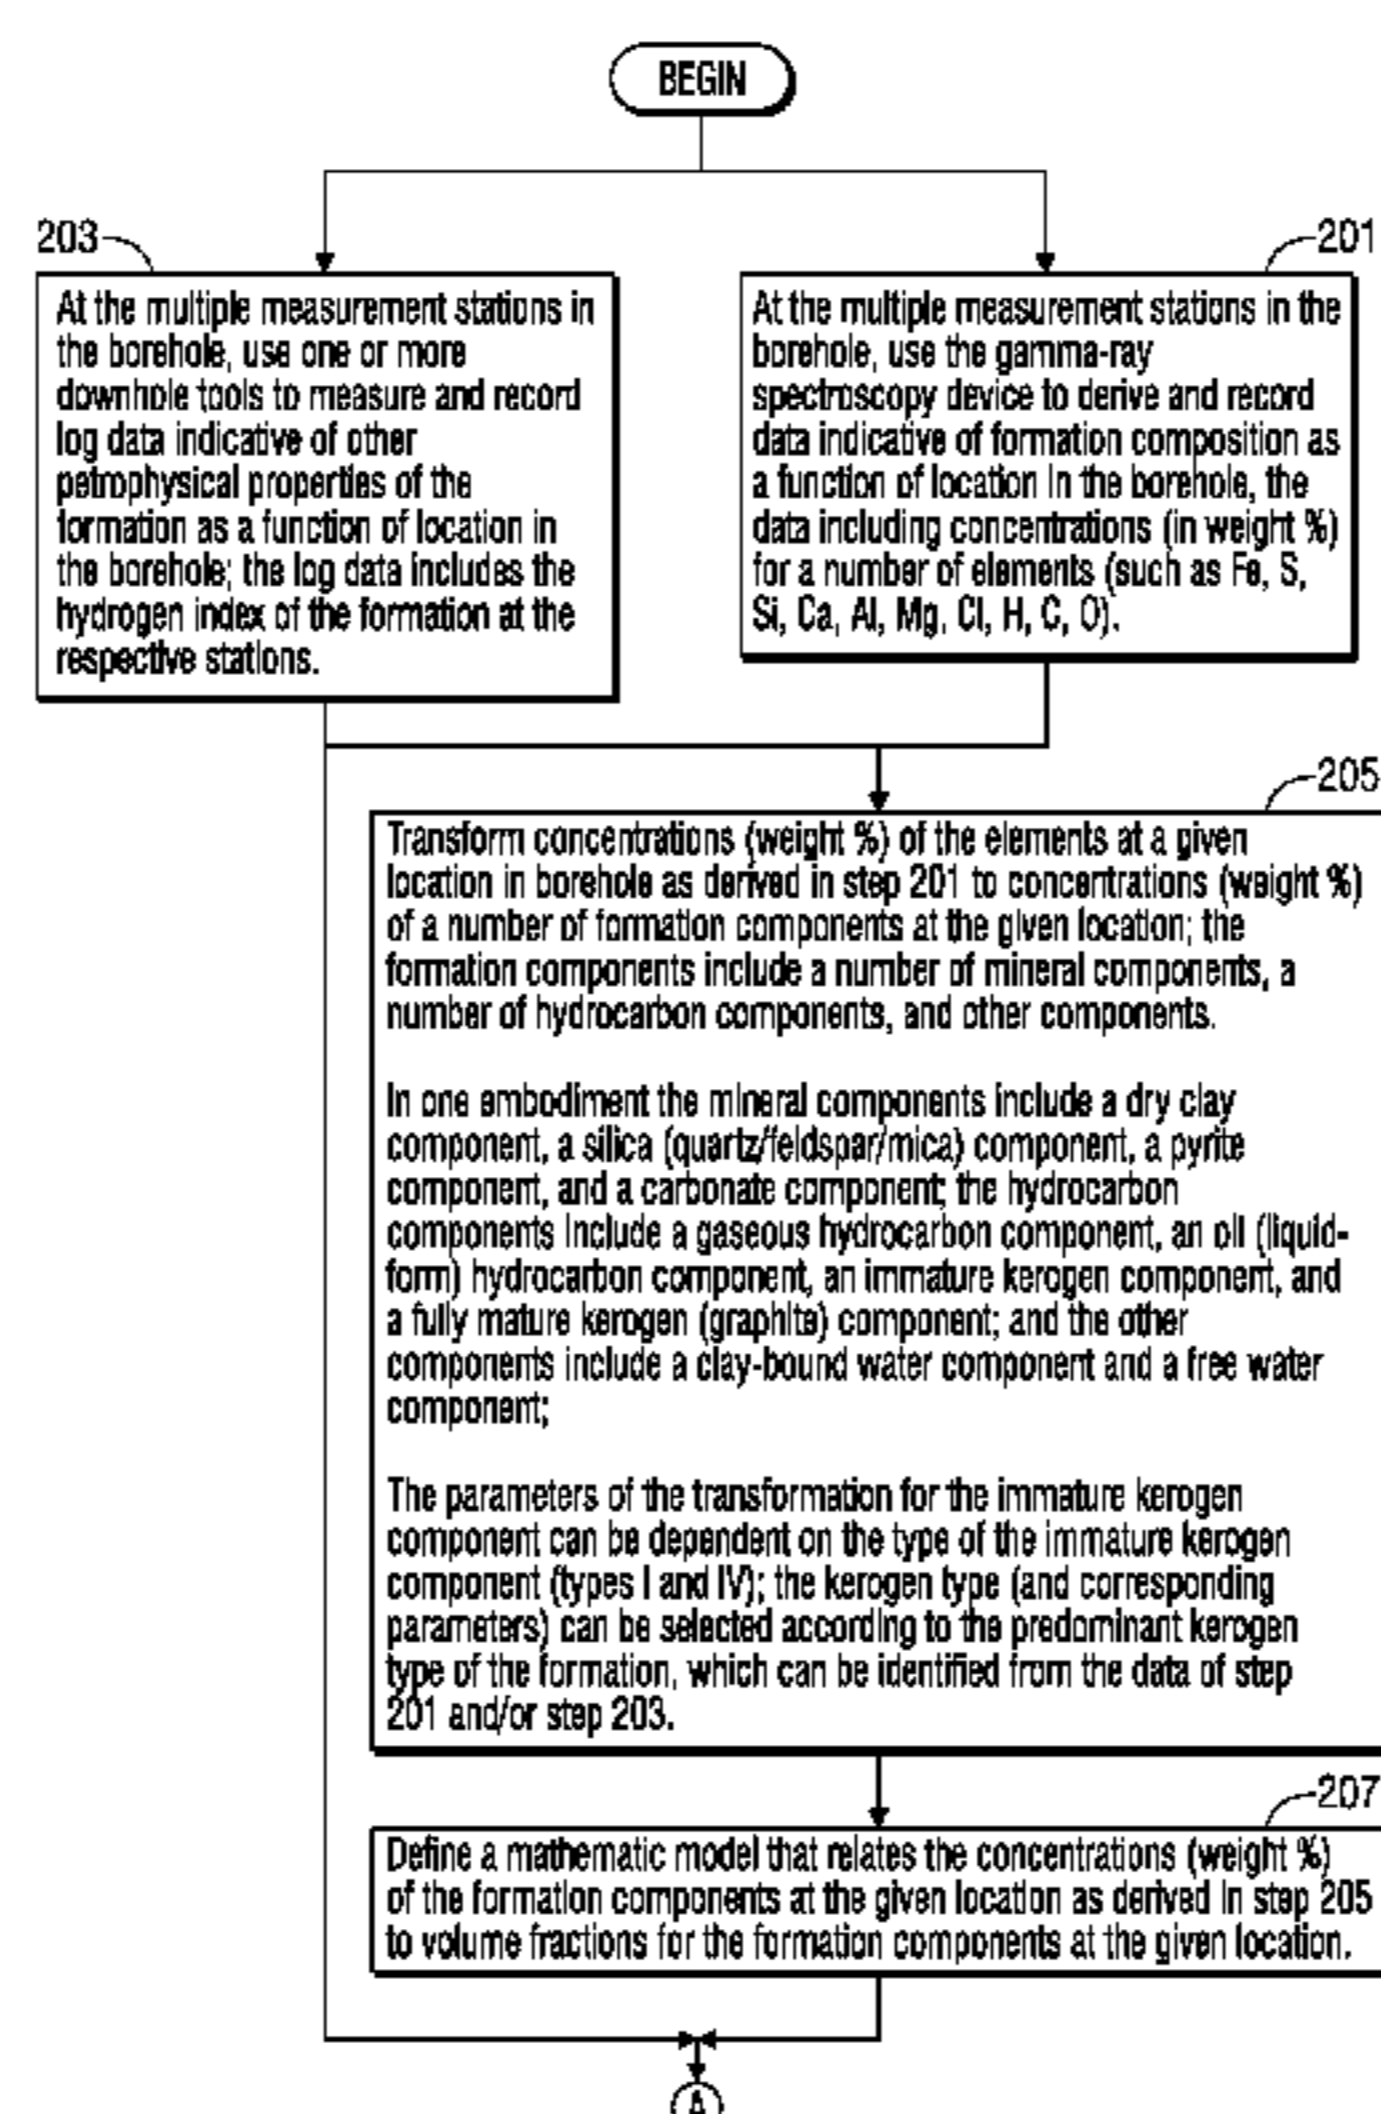 BEGIN
203
At the multiple measurement stations in
the borehole, use one or more
downhole tools to measure and record
log data indicative of other
petrophysical properties of the
formation as a function of location in
the borehole; the log data includes the
hydrogen index of the formation at the
respective stations.
201
At the multiple measurement stations in the
borehole, use the gamma-ray
spectroscopy device to derive and record
data indicative of formation composition as
a function of location in the borehole, the
data including concentrations (in weight %)
for a number of elements (such as Fe, S,
Si, Ca, Al, Mg, Cl, H, C, O).
205
Transform concentrations (weight %) of the elements at a given
location in borehole as derived in step 201 to concentrations (weight %)
of a number of formation components at the given location; the
formation components include a number of mineral components, a
number of hydrocarbon components, and other components.
In one embodiment the mineral components include a dry clay
component, a silica (quartz/feldspar/mica) component, a pyrite
component, and a carbonate component; the hydrocarbon
components include a gaseous hydrocarbon component, an oil (liquid-
form) hydrocarbon component, an immature kerogen component, and
a fully mature kerogen (graphite) component; and the other
components include a clay-bound water component and a free water
component;
The parameters of the transformation for the immature kerogen
component can be dependent on the type of the immature kerogen
component (types I and IV); the kerogen type (and corresponding
parameters) can be selected according to the predominant kerogen
type of the formation, which can be identified from the data of step
201 and/or step 203.
207
Define a mathematic model that relates the concentrations (weight %)
of the formation components at the given location as derived in step 205
to volume fractions for the formation components at the given location.
A